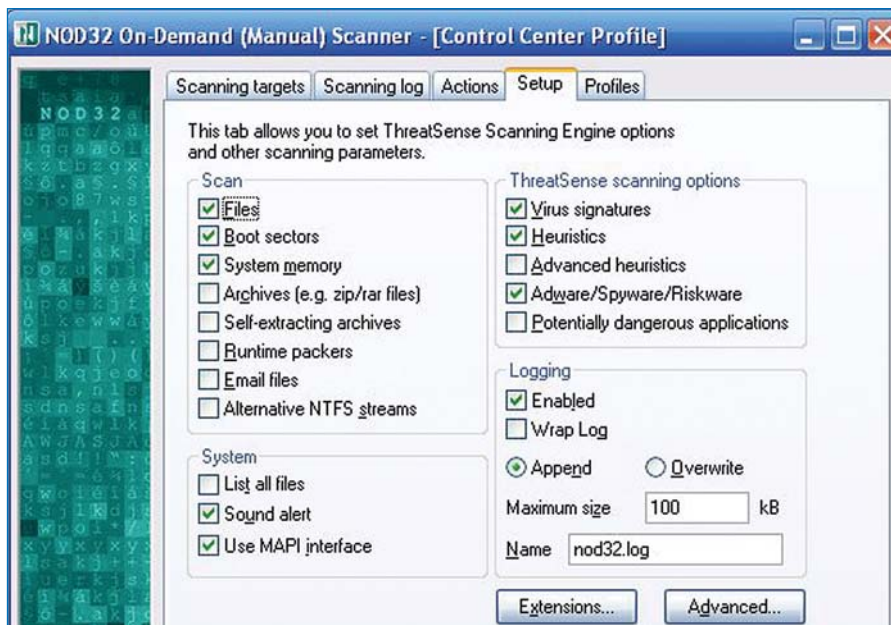 NOD32 On-Demand (Manual) Scanner - [Control Center Profile]
NOD32
Scanning targets
Scanning log
Actions
Setup
Profiles
This tab allows you to set ThreatSense Scanning Engine options
and other scanning parameters.
Scan
Files
Boot sectors
System memory
Archives (e.g. zip/rar files)
Self-extracting archives
Runtime packers
Email files
Alternative NTFS streams
System
List all files
Sound alert
Use MAPI interface
ThreatSense scanning options
Virus signatures
Heuristics
Advanced heuristics
Adware/Spyware/Riskware
Potentially dangerous applications
Logging
Enabled
Wrap Log
Append
Overwrite
Maximum size 100 kB
Name nod32.log
Extensions...
Advanced...